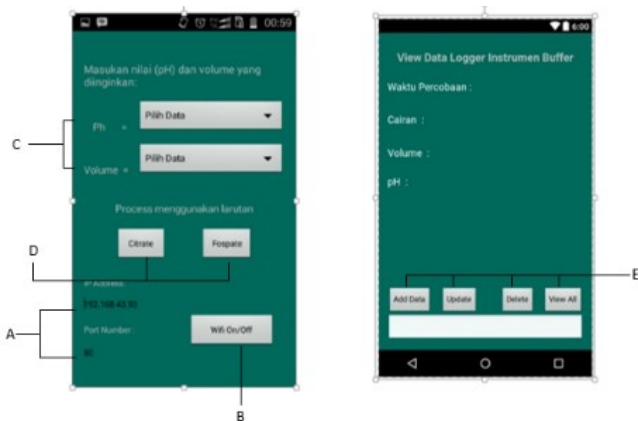 00:59
Masukan nilai (pH) dan volume yang
diinginkan:
Ph =
Pilih Data
Volume =
Pilih Data
C
Process menggunakan larutan
Citrate
Fospate
D
IP Address:
192.168.43.90
Port Number :
80
Wifi On/Off
A
B
6:00
View Data Logger Instrumen Buffer
Waktu Percobaan :
Cairan :
Volume :
pH :
E
Add Data
Update
Delete
View All